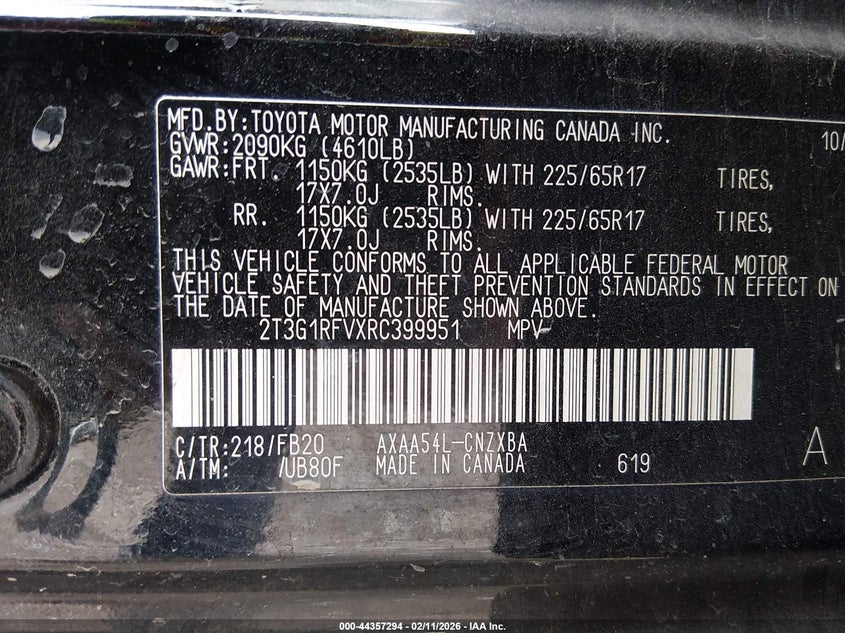 MFD.BY:TOYOTA MOTOR MANUFACTURING CANADA INC. 10/
GVWR:2090KG (4610LB)
GAWR:FRT. 1150KG (2535LB) WITH 225/65R17 TIRES,
17X7.0J RIMS.
RR. 1150KG (2535LB) WITH 225/65R17 TIRES,
17X7.0J RIMS.
THIS VEHICLE CONFORMS TO ALL APPLICABLE FEDERAL MOTOR
VEHICLE SAFETY AND THEFT PREVENTION STANDARDS IN EFFECT ON
THE DATE OF MANUFACTURE SHOWN ABOVE.
2T3G1RFVXRC399951 MPV
C/TR:218/FB20 AXAA54L-CNZXBA
A/TM: /UB80F MADE IN CANADA 619 A
000-44357294 - 02/11/2026 - IAA Inc.